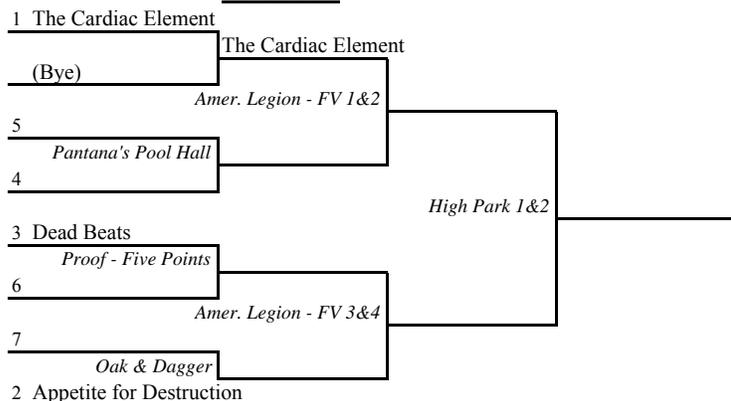 1 The Cardiac Element
The Cardiac Element
(Bye)
Amer. Legion - FV 1&2
5
Pantana's Pool Hall
4
High Park 1&2
3 Dead Beats
Proof - Five Points
6
Amer. Legion - FV 3&4
7
Oak & Dagger
2 Appetite for Destruction